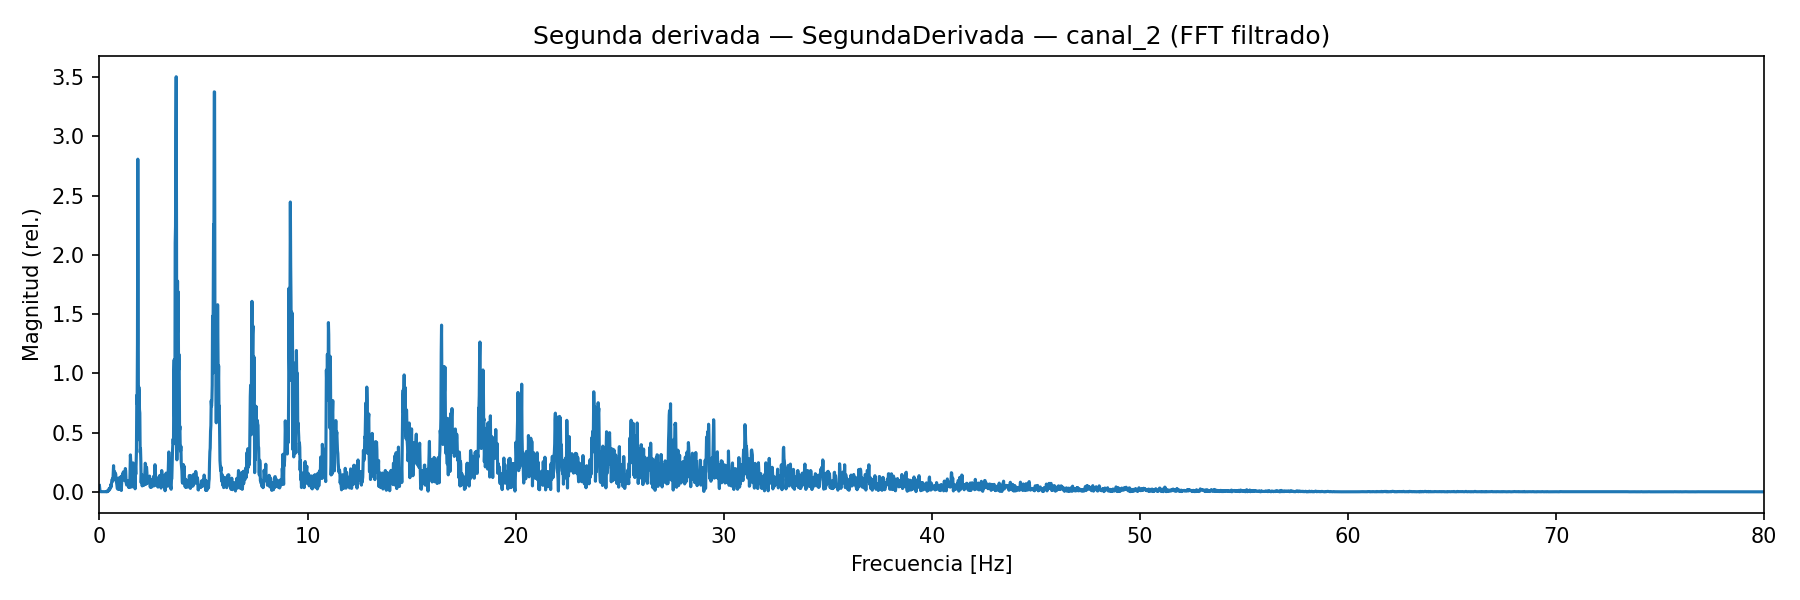 Segunda derivada — SegundaDerivada — canal_2 (FFT filtrado)
Magnitud (rel.)
3.5
3.0
2.5
2.0
1.5
1.0
0.5
0.0
0 10 20 30 40 50 60 70 80
Frecuencia [Hz]